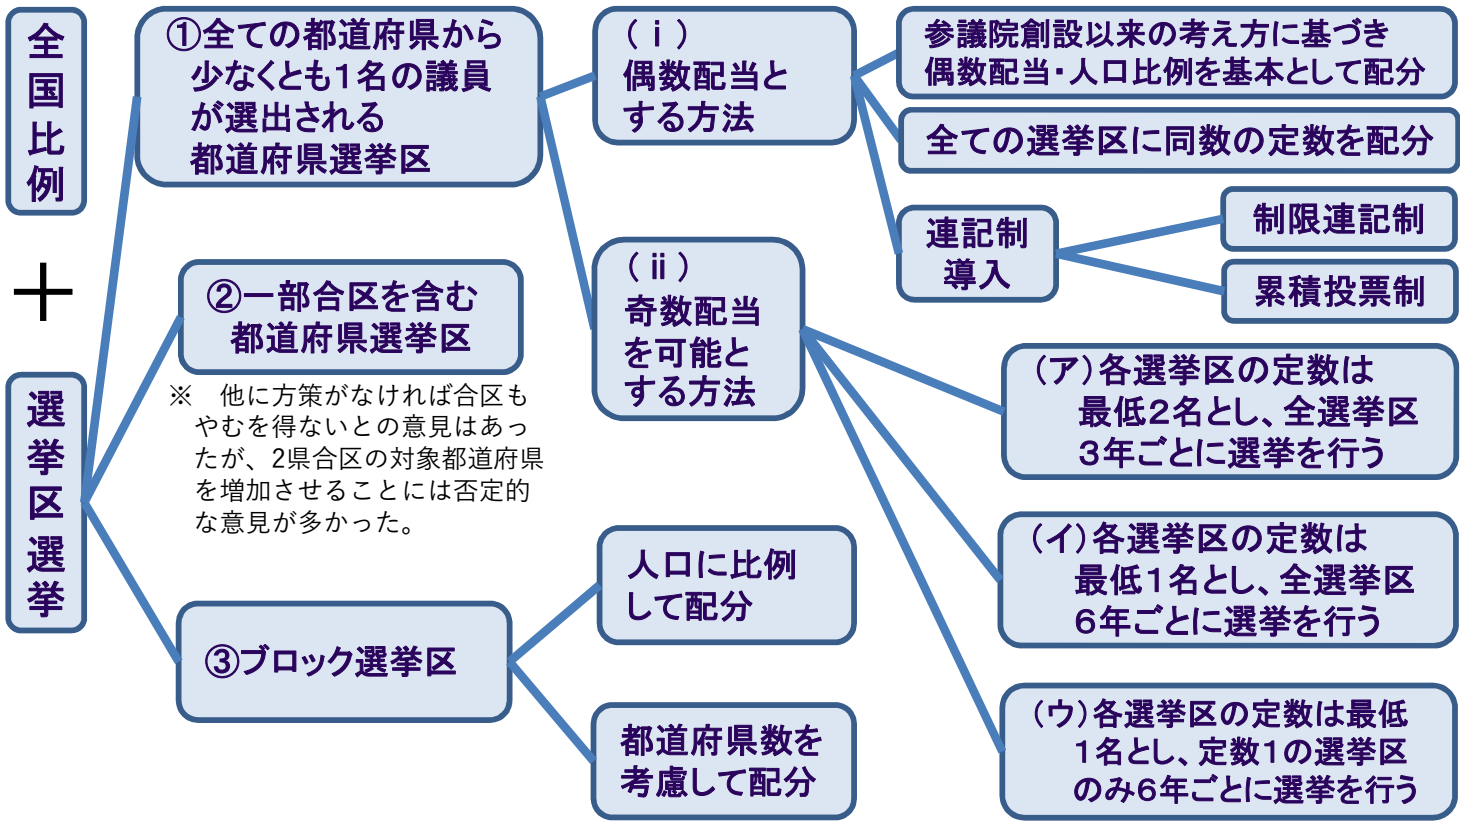 全国比例
＋
選挙区選挙
①全ての都道府県から
少なくとも１名の議員
が選出される
都道府県選挙区
（ⅰ）
偶数配当と
する方法
参議院創設以来の考え方に基づき
偶数配当・人口比例を基本として配分
全ての選挙区に同数の定数を配分
連記制
導入
制限連記制
累積投票制
（ⅱ）
奇数配当
を可能と
する方法
（ア）各選挙区の定数は
最低２名とし、全選挙区
３年ごとに選挙を行う
（イ）各選挙区の定数は
最低１名とし、全選挙区
６年ごとに選挙を行う
（ウ）各選挙区の定数は最低
１名とし、定数１の選挙区
のみ６年ごとに選挙を行う
②一部合区を含む
都道府県選挙区
※　他に方策がなければ合区も
やむを得ないとの意見はあっ
たが、2県合区の対象都道府県
を増加させることには否定的
な意見が多かった。
③ブロック選挙区
人口に比例
して配分
都道府県数を
考慮して配分